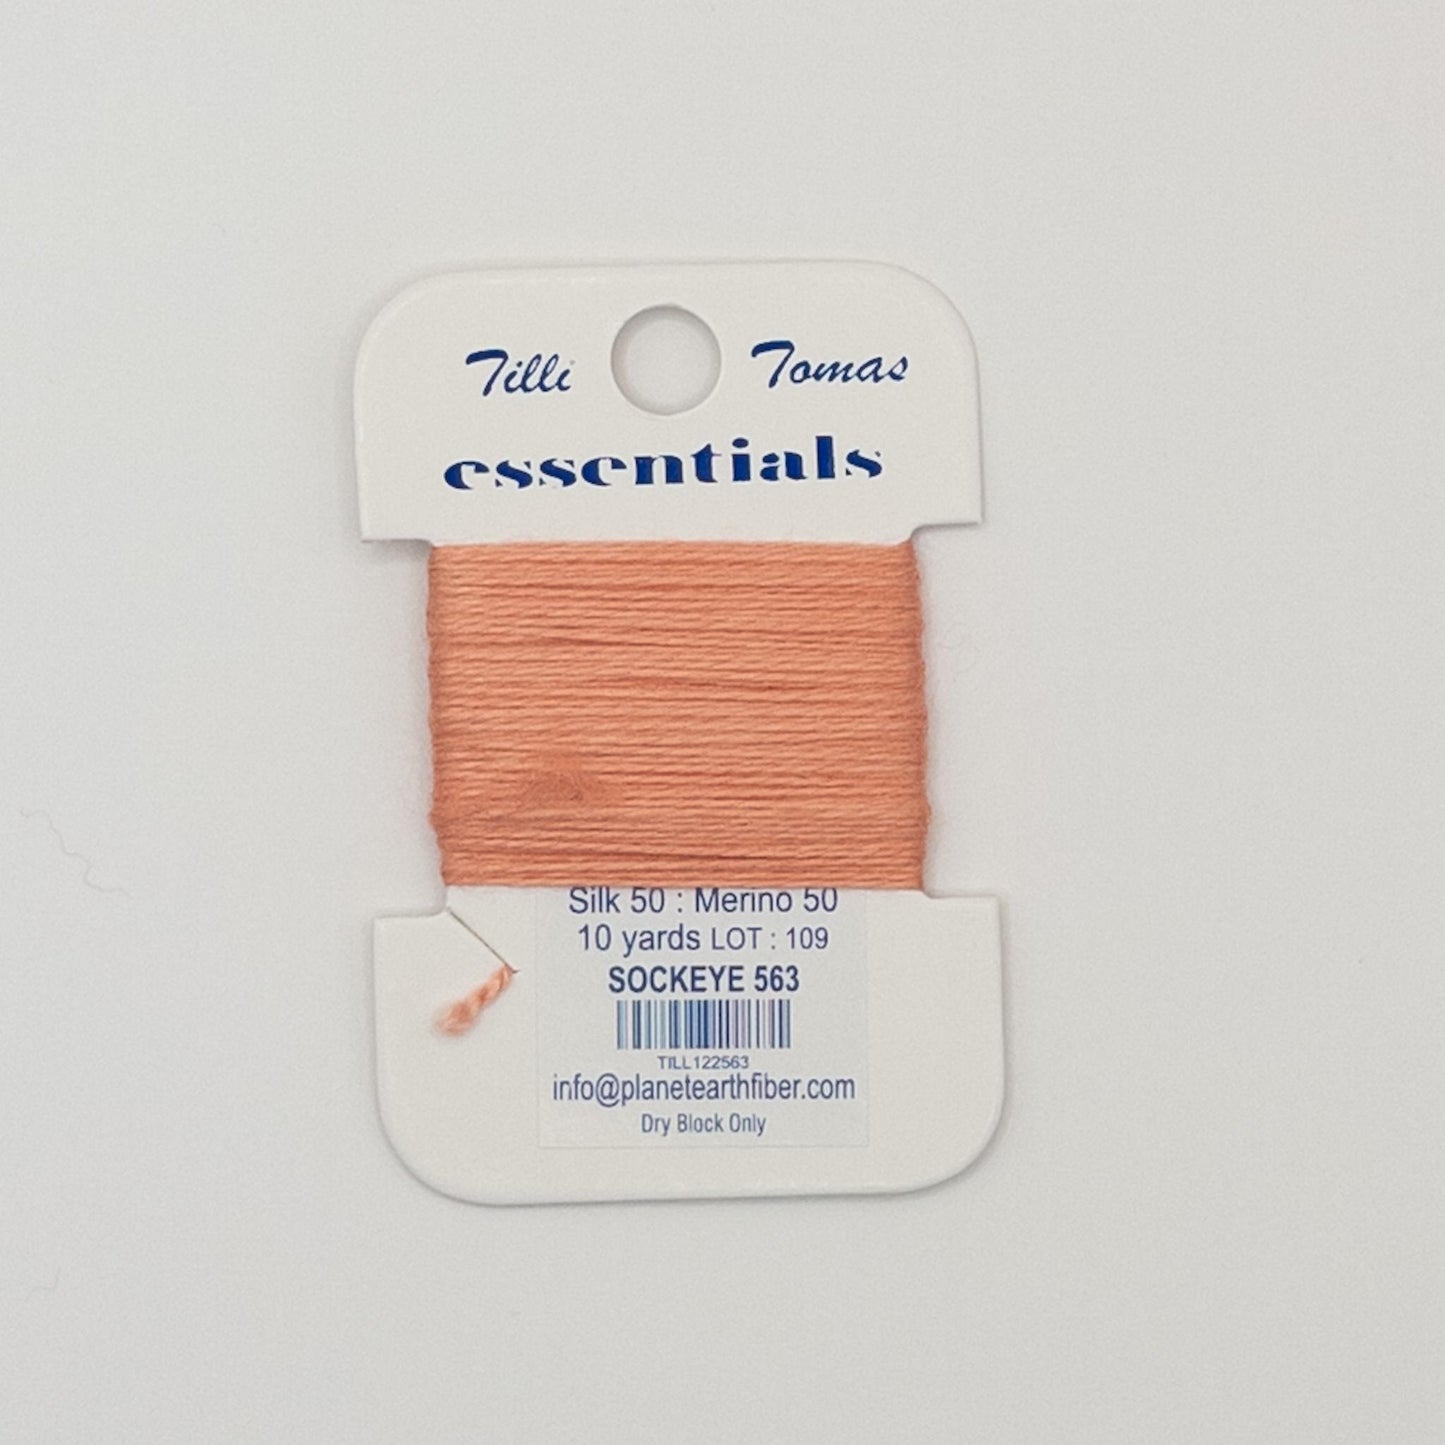 Tilli Tomas
essentials
Silk 50 : Merino 50
10 yards LOT : 109
SOCKEYE 563
TILL122563
info@planetearthfiber.com
Dry Block Only